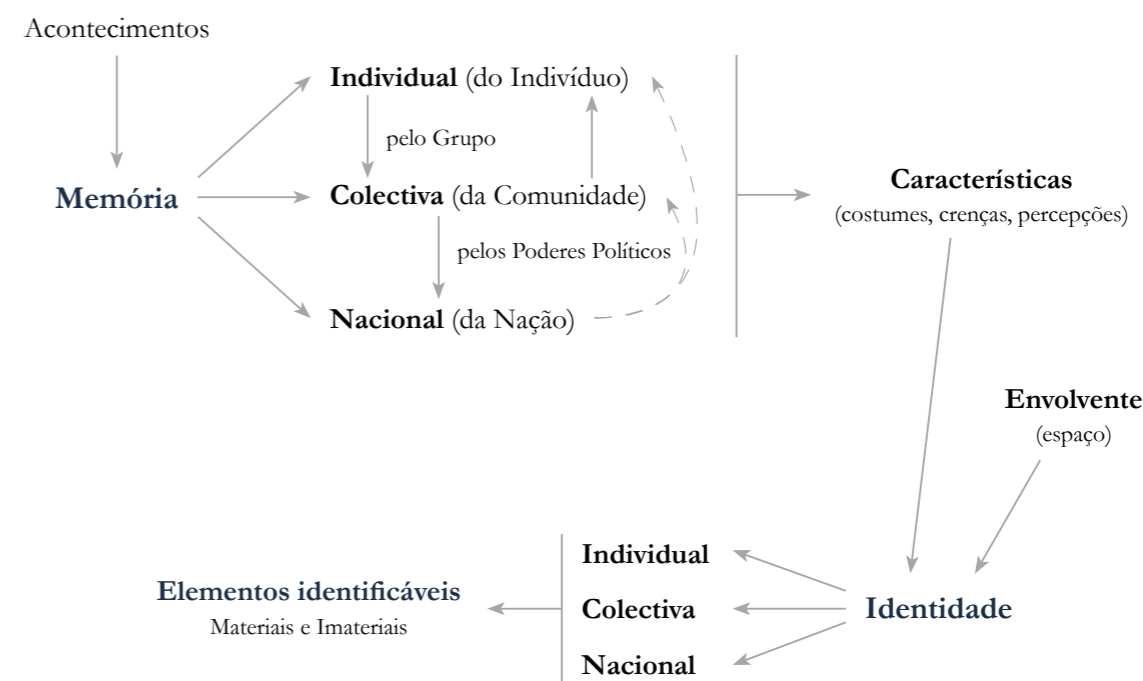 Acontecimentos
Individual (do Indivíduo)
pelo Grupo
Memória
Colectiva (da Comunidade)
pelos Poderes Políticos
Nacional (da Nação)
Características
(costumes, crenças, percepções)
Envolvente
(espaço)
Identidade
Individual
Colectiva
Nacional
Elementos identificáveis
Materiais e Imateriais